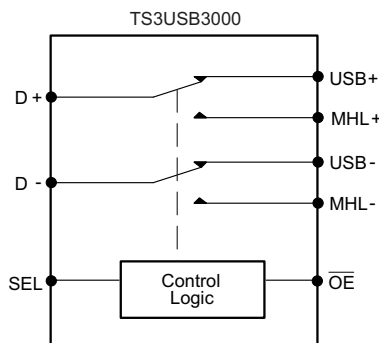 TS3USB3000
USB+
D +
MHL+
USB-
D -
MHL-
SEL
Control
Logic
OE